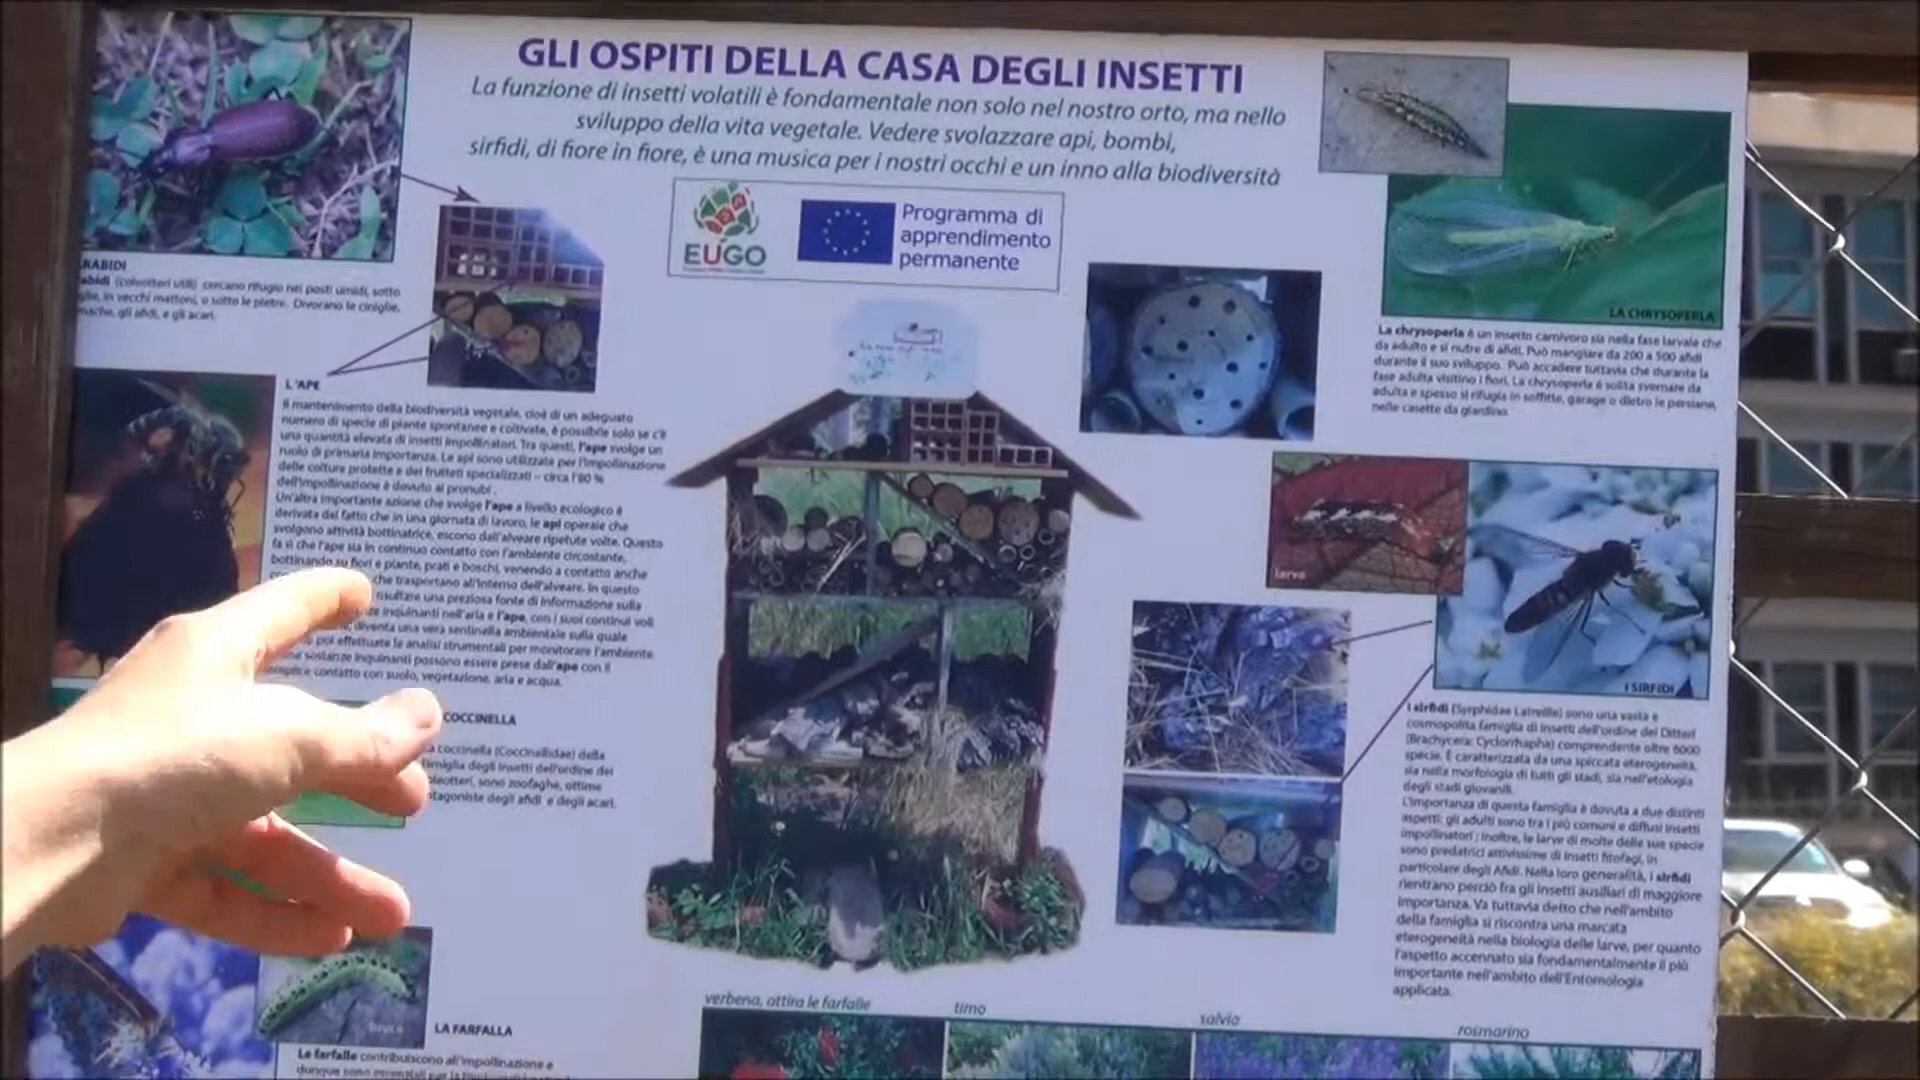 GLI OSPITI DELLA CASA DEGLI INSETTI
La funzione di insetti volatili è fondamentale non solo nel nostro orto, ma nello
sviluppo della vita vegetale. Vedere svolazzare api, bombi,
sirfidi, di fiore in fiore, è una musica per i nostri occhi e un inno alla biodiversità
EUGO
Programma di
apprendimento
permanente
RABIDI
abidi (coleotteri utili) cercano rifugio nei posti umidi, sotto
glie, in vecchi mattoni, o sotto le pietre. Divorano le ciniglie,
mache, gli afidi, e gli acari.
L'APE
Il mantenimento della biodiversità vegetale, cioè di un adeguato
numero di specie di piante spontanee e coltivate, è possibile solo se c'è
una quantità elevata di insetti impollinatori. Tra questi, l'ape svolge un
ruolo di primaria importanza. Le api sono utilizzate per l'impollinazione
delle colture protette e dei frutteti specializzati – circa l'80 %
dell'impollinazione è dovuto ai pronubi.
Un'altra importante azione che svolge l'ape a livello ecologico è
derivata dal fatto che in una giornata di lavoro, le api operaie che
svolgono attività bottinatrice, escono dall'alveare ripetute volte. Questo
fa sì che l'ape sia in continuo contatto con l'ambiente circostante,
bottinando su fiori e piante, prati e boschi, venendo a contatto anche
che trasportano all'interno dell'alveare. In questo
risultare una preziosa fonte di informazione sulla
ze inquinanti nell'aria e l'ape, con i suoi continui voli
diventa una vera sentinella ambientale sulla quale
poi effettuate le analisi strumentali per monitorare l'ambiente.
sostanze inquinanti possono essere prese dall'ape con il
semplice contatto con suolo, vegetazione, aria e acqua.
COCCINELLA
a coccinella (Coccinellidae) della
famiglia degli insetti dell'ordine dei
oleotteri, sono zoofaghe, ottime
tagoniste degli afidi e degli acari.
bruco
LA FARFALLA
Le farfalle contribuiscono all'impollinazione e
dunque sono essenziali per la
LA CHRYSOPERLA
La chrysoperla è un insetto carnivoro sia nella fase larvale che
da adulto e si nutre di afidi. Può mangiare da 200 a 500 afidi
durante il suo sviluppo. Può accadere tuttavia che durante la
fase adulta visitino i fiori. La chrysoperla è solita svernare da
adulta e spesso si rifugia in soffitte, garage o dietro le persiane,
nelle casette da giardino.
larva
I SIRFIDI
I sirfidi (Syrphidae Latreille) sono una vasta e
cosmopolita famiglia di insetti dell'ordine dei Ditteri
(Brachycera: Cyclorrhapha) comprendente oltre 6000
specie. È caratterizzata da una spiccata eterogeneità,
sia nella morfologia di tutti gli stadi, sia nell'etologia
degli stadi giovanili.
L'importanza di questa famiglia è dovuta a due distinti
aspetti: gli adulti sono tra i più comuni e diffusi insetti
impollinatori; inoltre, le larve di molte delle sue specie
sono predatrici attivissime di insetti fitofagi, in
particolare degli Afidi. Nella loro generalità, i sirfidi
rientrano perciò fra gli insetti ausiliari di maggiore
importanza. Va tuttavia detto che nell'ambito
della famiglia si riscontra una marcata
eterogeneità nella biologia delle larve, per quanto
l'aspetto accennato sia fondamentalmente il più
importante nell'ambito dell'Entomologia
applicata.
verbena, attira le farfalle
timo
salvia
rosmarino